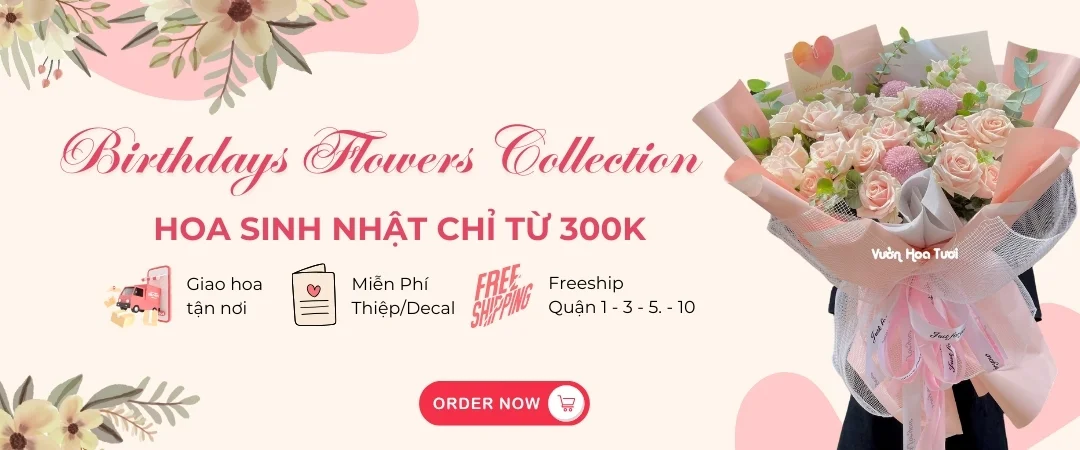 Birthdays Flowers Collection
HOA SINH NHẬT CHỈ TỪ 300K
Giao hoa
tận nơi
Miễn Phí
Thiệp/Decal
FREE
SHIPPING
Freeship
Quận 1 - 3 - 5. - 10
ORDER NOW
Vườn Hoa Tươi